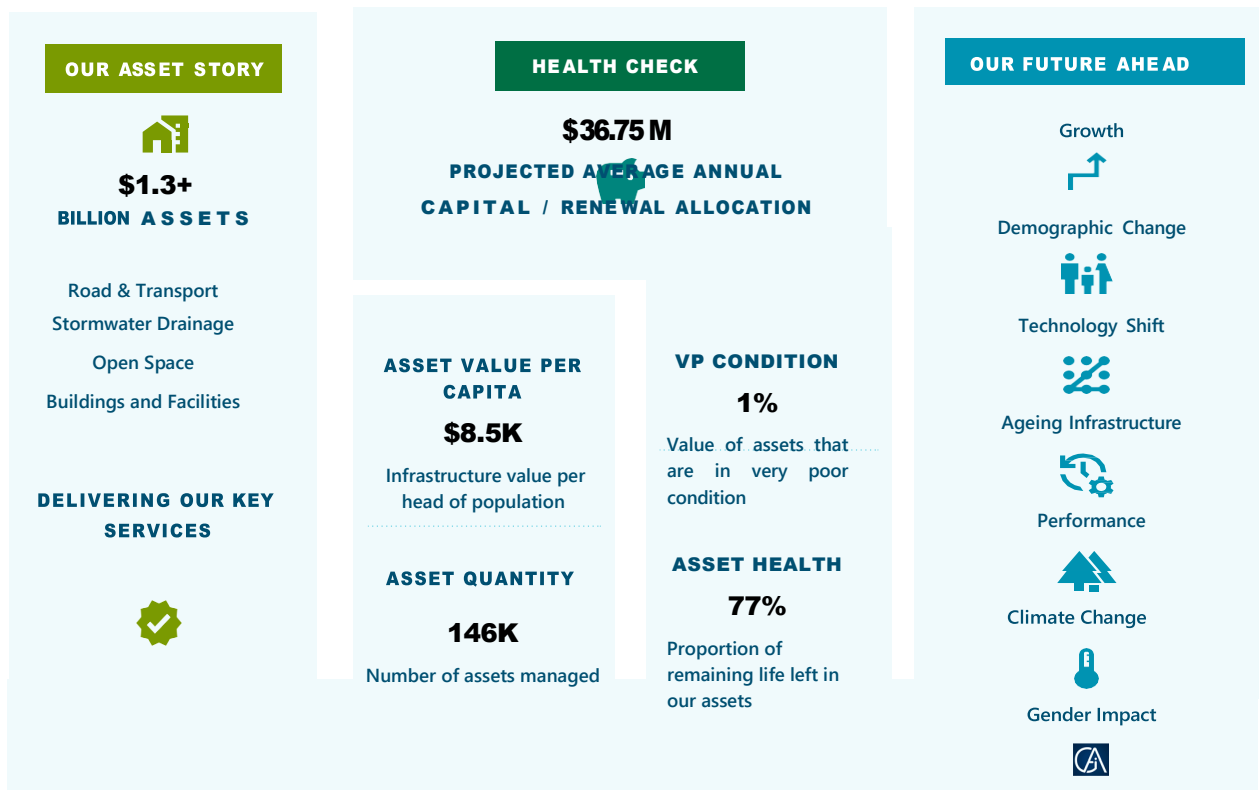 OUR ASSET STORY
$1.3+
BILLION ASSETS
Road & Transport
Stormwater Drainage
Open Space
Buildings and Facilities
DELIVERING OUR KEY
SERVICES
HEALTH CHECK
$36.75 M
PROJECTED AVERAGE ANNUAL
CAPITAL / RENEWAL ALLOCATION
ASSET VALUE PER
CAPITA
$8.5K
Infrastructure value per
head of population
ASSET QUANTITY
146K
Number of assets managed
VP CONDITION
1%
Value of assets that
are in very poor
condition
ASSET HEALTH
77%
Proportion of
remaining life left in
our assets
OUR FUTURE AHEAD
Growth
Demographic Change
Technology Shift
Ageing Infrastructure
Performance
Climate Change
Gender Impact